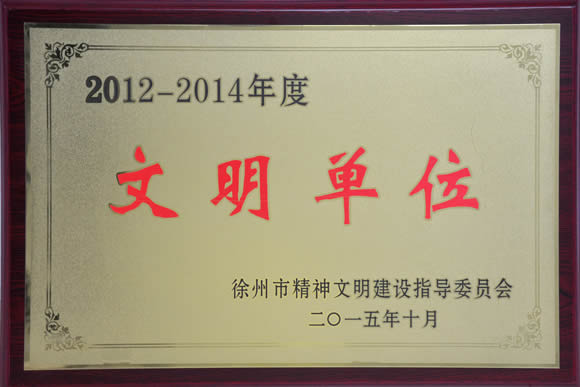 2012-2014年度
文明单位
徐州市精神文明建设指导委员会
二〇一五年十月